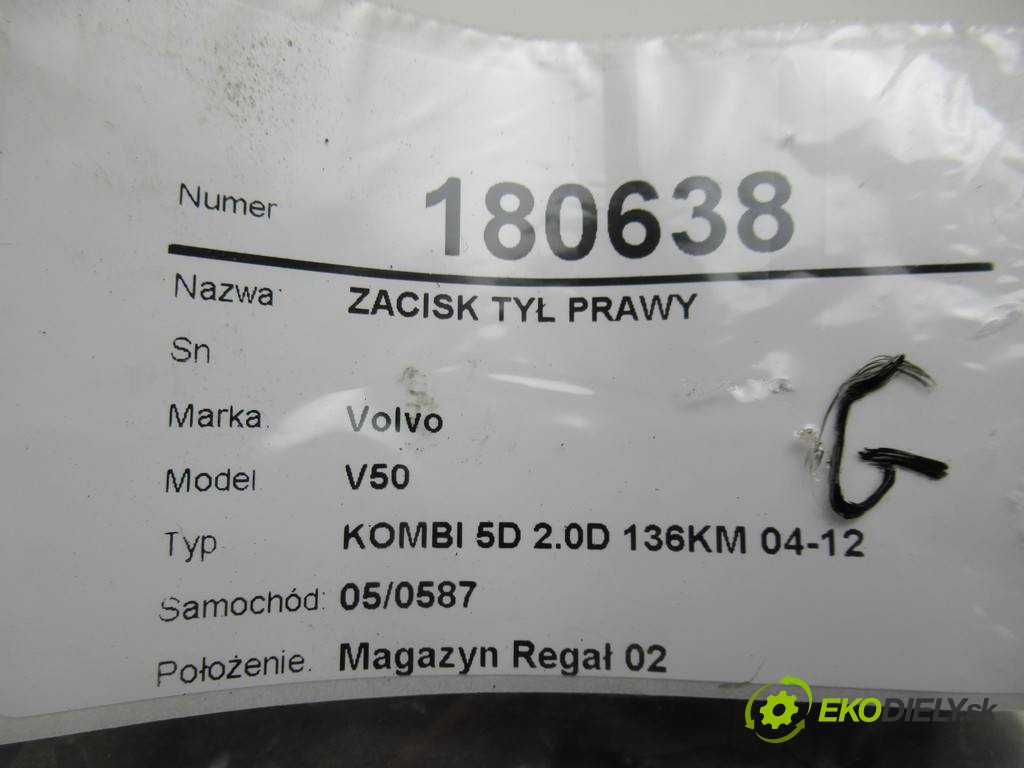 Numer 180638
Nazwa ZACISK TYŁ PRAWY
Sn
Marka. Volvo
Model V50
Typ KOMBI 5D 2.0D 136KM 04-12
Samochód: 05/0587
Położenie. Magazyn Regał 02
G
EKODIELY.sk